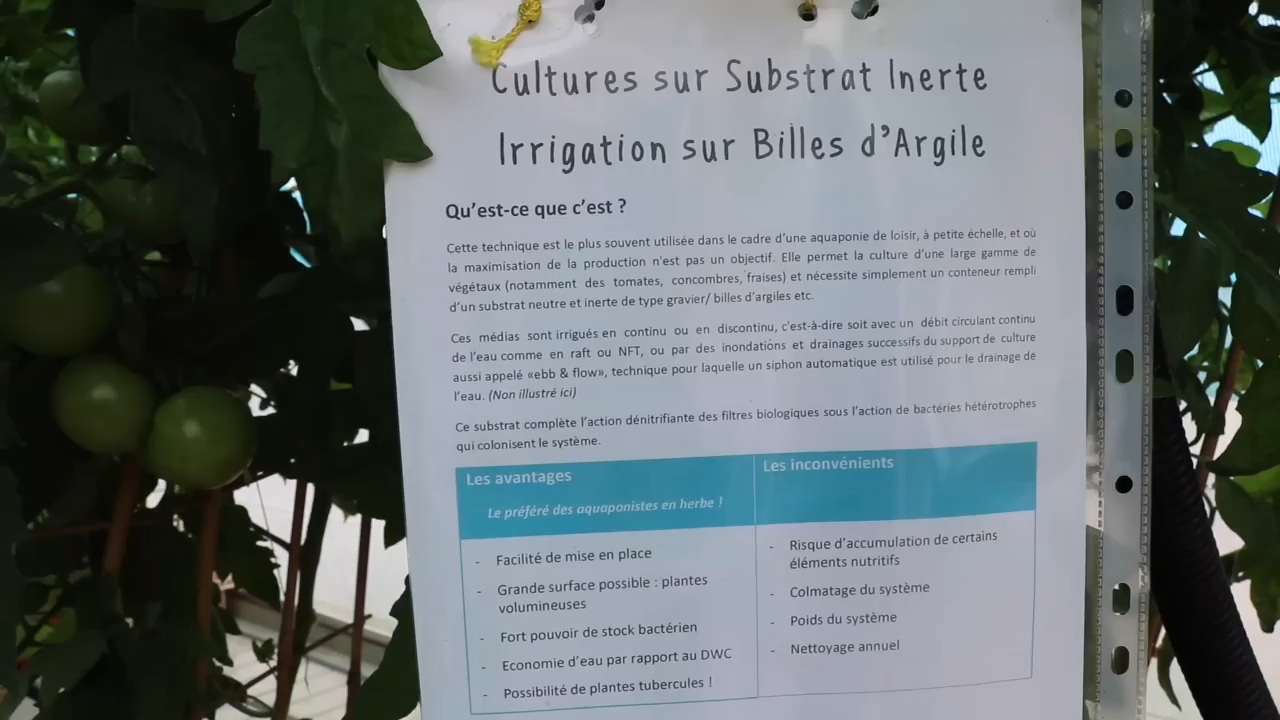 Cultures sur Substrat Inerte
Irrigation sur Billes d'Argile
Qu'est-ce que c'est ?
Cette technique est le plus souvent utilisée dans le cadre d'une aquaponie de loisir, à petite échelle, et où
la maximisation de la production n'est pas un objectif. Elle permet la culture d'une large gamme de
végétaux (notamment des tomates, concombres, fraises) et nécessite simplement un conteneur rempli
d'un substrat neutre et inerte de type gravier/ billes d'argiles etc.
Ces médias sont irrigués en continu ou en discontinu, c'est-à-dire soit avec un débit circulant continu
de l'eau comme en raft ou NFT, ou par des inondations et drainages successifs du support de culture
aussi appelé «ebb & flow», technique pour laquelle un siphon automatique est utilisé pour le drainage de
l'eau. (Non illustré ici)
Ce substrat complète l'action dénitrifiante des filtres biologiques sous l'action de bactéries hétérotrophes
qui colonisent le système.
Les avantages
Le préféré des aquaponistes en herbe !
- Facilité de mise en place
- Grande surface possible : plantes
volumineuses
- Fort pouvoir de stock bactérien
- Economie d'eau par rapport au DWC
- Possibilité de plantes tubercules !
Les inconvénients
- Risque d'accumulation de certains
éléments nutritifs
- Colmatage du système
- Poids du système
- Nettoyage annuel